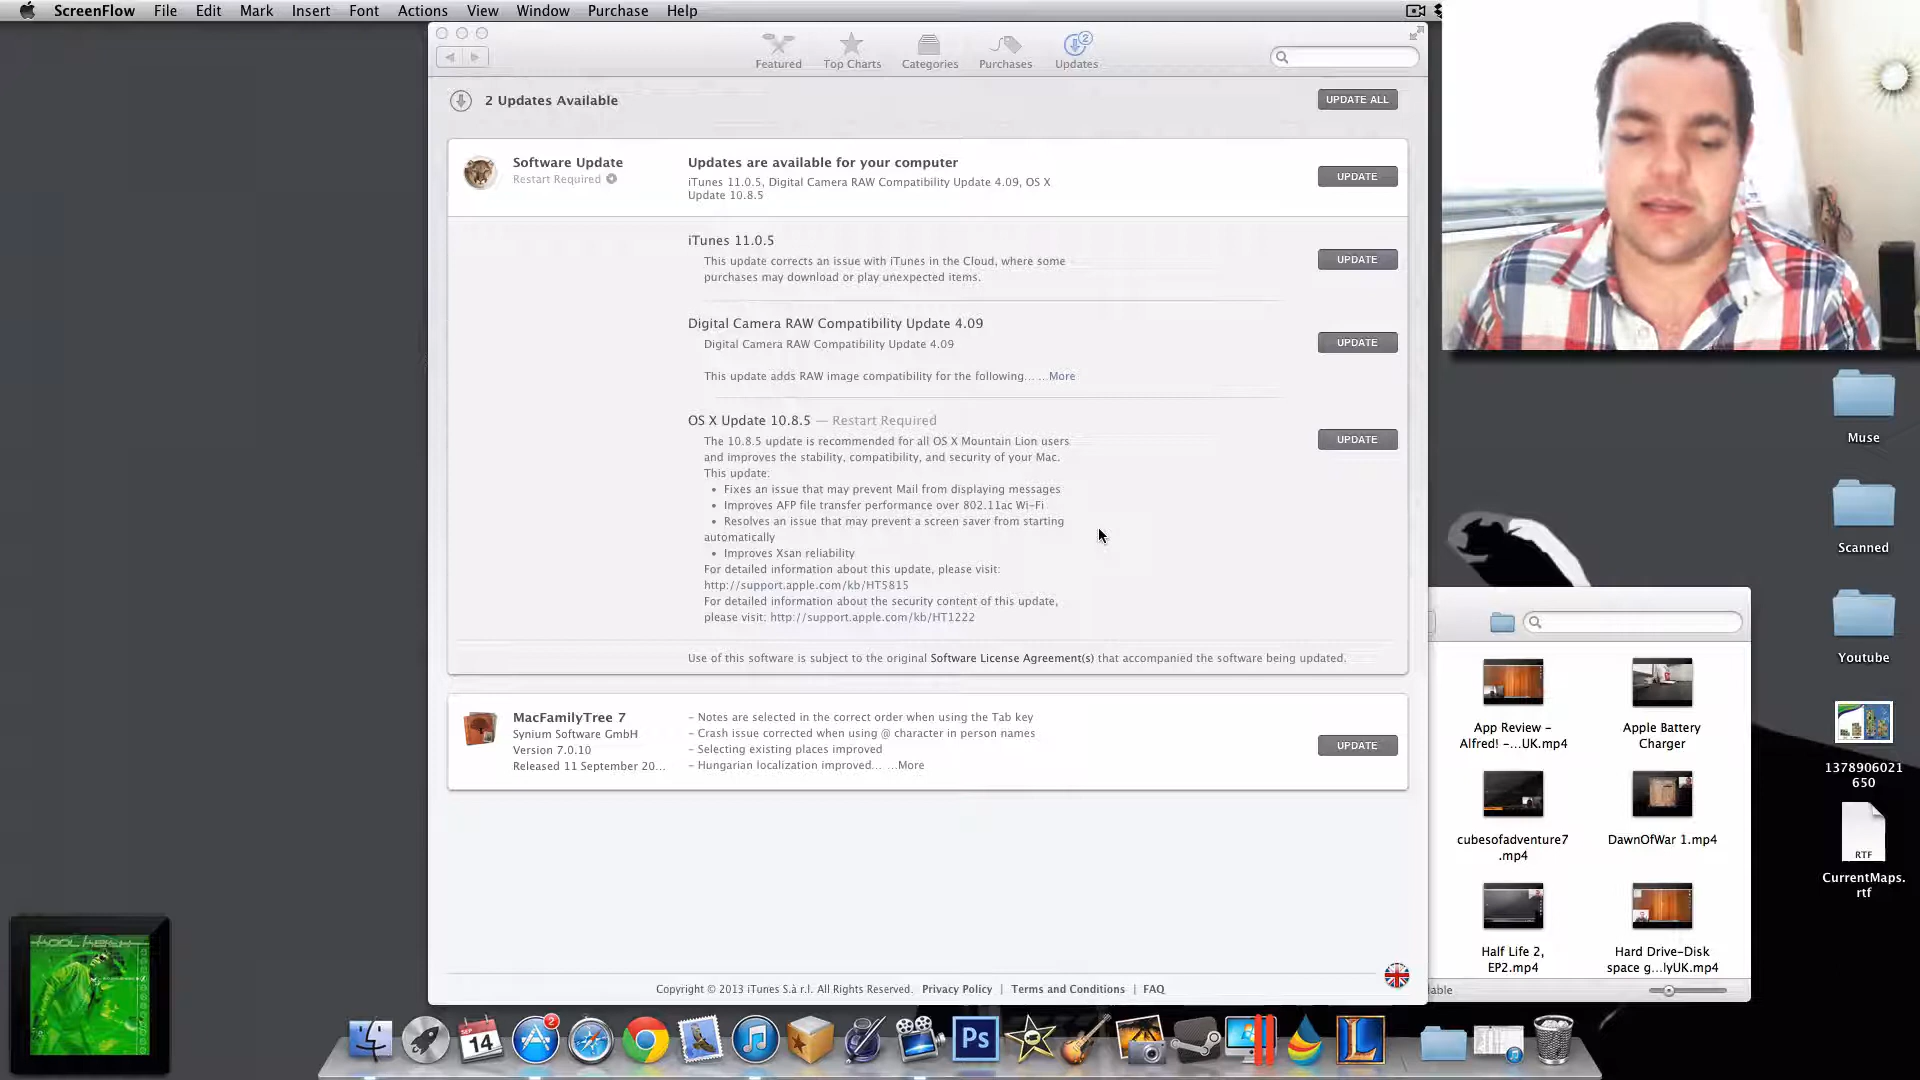 ScreenFlow File Edit Mark Insert Font Actions View Window Purchase Help
Featured Top Charts Categories Purchases Updates
2
2 Updates Available
UPDATE ALL
Software Update
Restart Required
Updates are available for your computer
iTunes 11.0.5, Digital Camera RAW Compatibility Update 4.09, OS X
Update 10.8.5
UPDATE
iTunes 11.0.5
This update corrects an issue with iTunes in the Cloud, where some
purchases may download or play unexpected items.
UPDATE
Digital Camera RAW Compatibility Update 4.09
Digital Camera RAW Compatibility Update 4.09
This update adds RAW image compatibility for the following... ...More
UPDATE
OS X Update 10.8.5 — Restart Required
The 10.8.5 update is recommended for all OS X Mountain Lion users
and improves the stability, compatibility, and security of your Mac.
This update:
• Fixes an issue that may prevent Mail from displaying messages
• Improves AFP file transfer performance over 802.11ac Wi-Fi
• Resolves an issue that may prevent a screen saver from starting
automatically
• Improves Xsan reliability
For detailed information about this update, please visit:
http://support.apple.com/kb/HT5815
For detailed information about the security content of this update,
please visit: http://support.apple.com/kb/HT1222
UPDATE
Use of this software is subject to the original Software License Agreement(s) that accompanied the software being updated.
MacFamilyTree 7
Synium Software GmbH
Version 7.0.10
Released 11 September 20...
- Notes are selected in the correct order when using the Tab key
- Crash issue corrected when using @ character in person names
- Selecting existing places improved
- Hungarian localization improved... ...More
UPDATE
Copyright © 2013 iTunes S.à r.l. All Rights Reserved. Privacy Policy | Terms and Conditions | FAQ
Muse
Scanned
Youtube
1378906021
650
RTF
CurrentMaps.
rtf
App Review -
Alfred! -...UK.mp4
Apple Battery
Charger
cubesofadventure7
.mp4
DawnOfWar 1.mp4
Half Life 2,
EP2.mp4
Hard Drive-Disk
space g...lyUK.mp4
lable
SEP
14
2
Ps
L